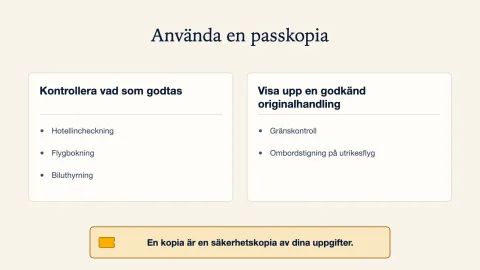 Använda en passkopia
Kontrollera vad som godtas
Hotellincheckning
Flygbokning
Biluthyrning
Visa upp en godkänd
originalhandling
Gränskontroll
Ombordstigning på utrikesflyg
En kopia är en säkerhetskopia av dina uppgifter.